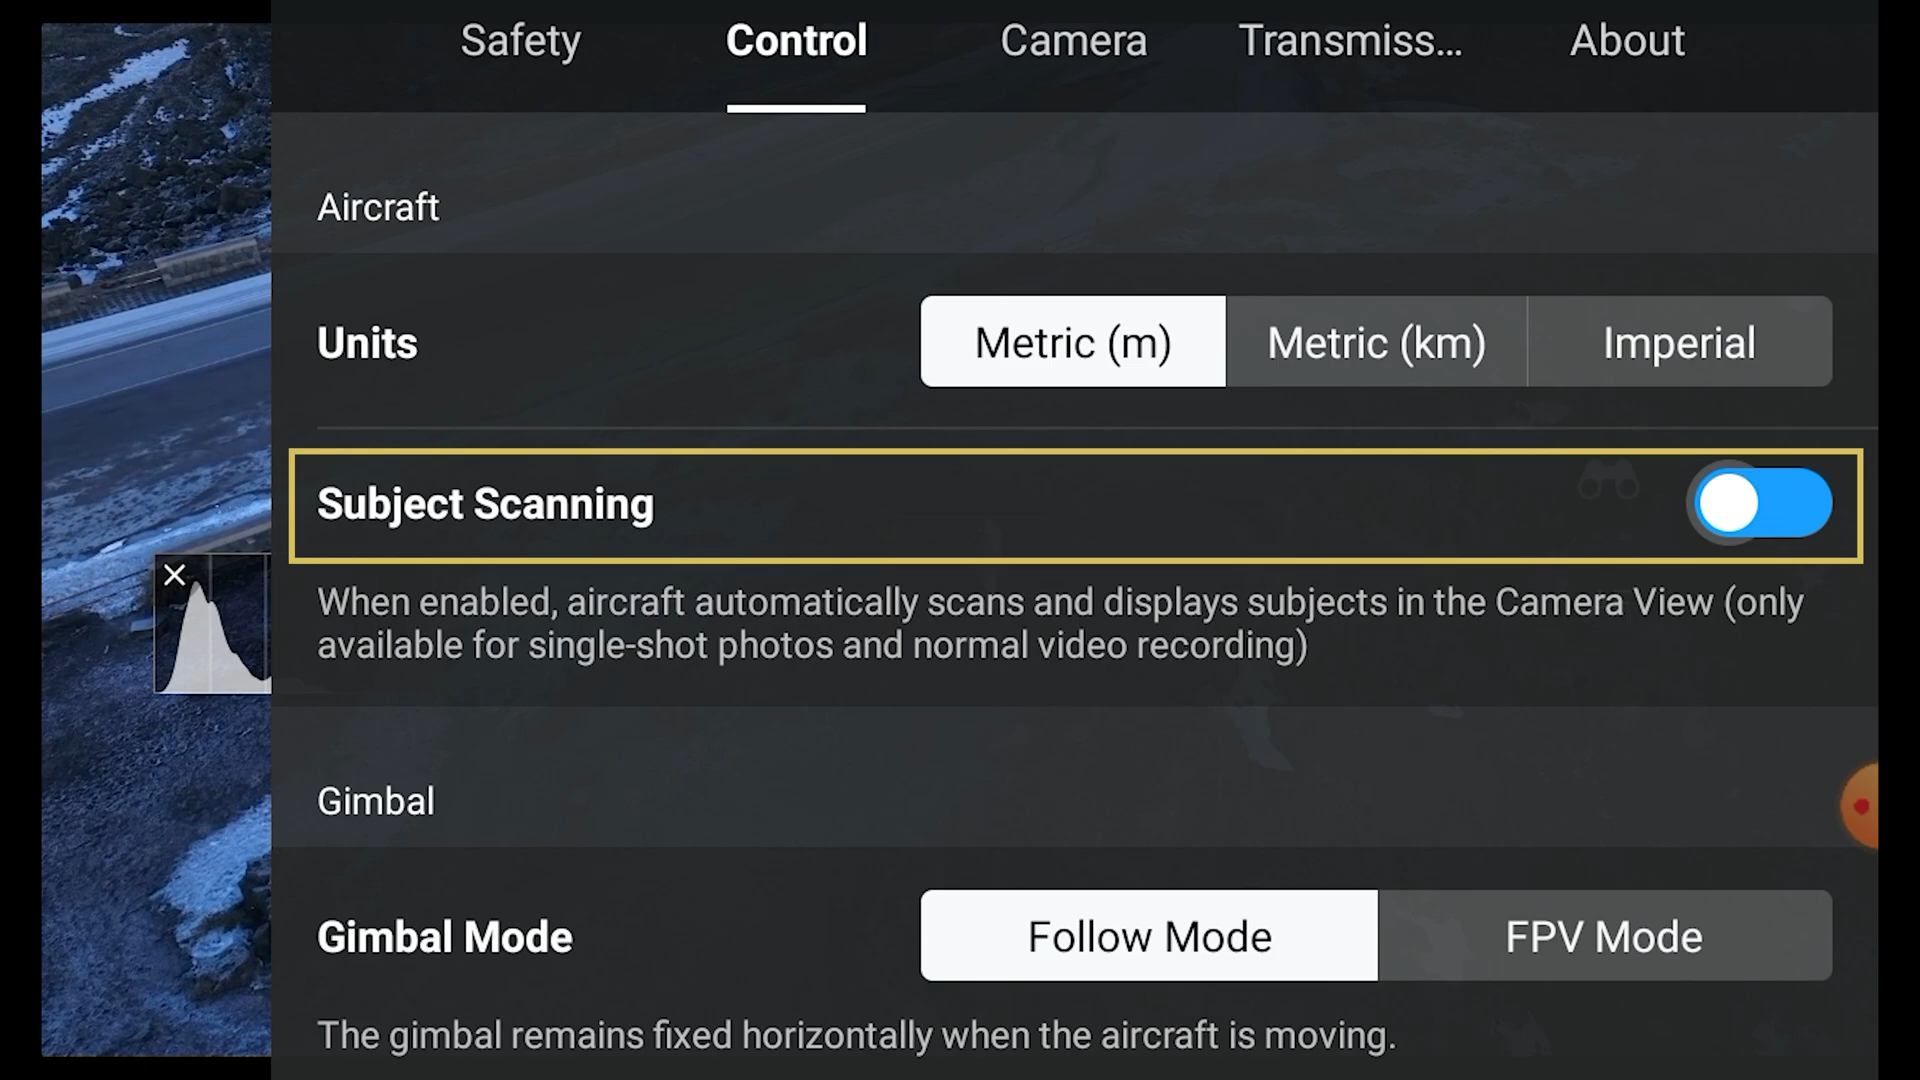 Safety Control Camera Transmiss... About
Aircraft
Units Metric (m) Metric (km) Imperial
Subject Scanning
When enabled, aircraft automatically scans and displays subjects in the Camera View (only
available for single-shot photos and normal video recording)
Gimbal
Gimbal Mode Follow Mode FPV Mode
The gimbal remains fixed horizontally when the aircraft is moving.